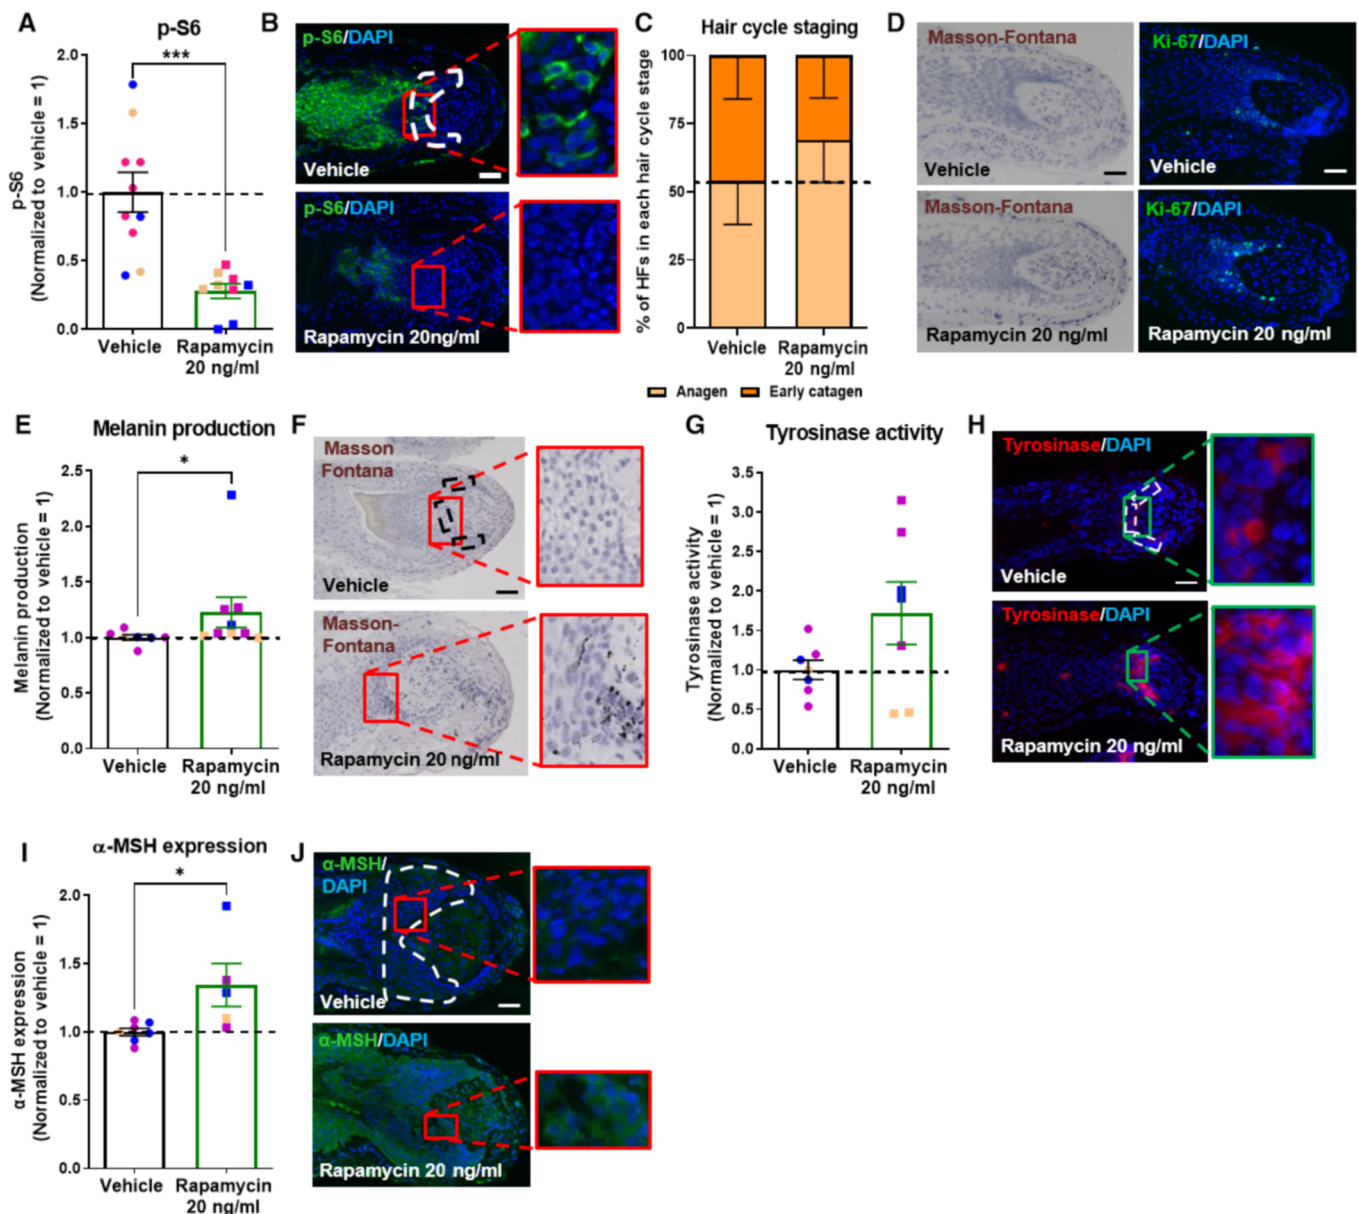 A
p-S6
p-S6
(Normalized to vehicle = 1)
2.0
1.5
1.0
0.5
0.0
***
Vehicle
Rapamycin
20 ng/ml
B
p-S6/DAPI
Vehicle
p-S6/DAPI
Rapamycin 20ng/ml
C
Hair cycle staging
% of HFs in each hair cycle stage
100
75
50
25
0
Vehicle
Rapamycin
20 ng/ml
Anagen
Early catagen
D
Masson-Fontana
Vehicle
Ki-67/DAPI
Vehicle
Masson-Fontana
Rapamycin 20 ng/ml
Ki-67/DAPI
Rapamycin 20 ng/ml
E
Melanin production
Melanin production
(Normalized to vehicle = 1)
2.5
2.0
1.5
1.0
0.5
0.0
*
Vehicle
Rapamycin
20 ng/ml
F
Masson
Fontana
Vehicle
Masson-
Fontana
Rapamycin 20 ng/ml
G
Tyrosinase activity
Tyrosinase activity
(Normalized to vehicle = 1)
3.5
3.0
2.5
2.0
1.5
1.0
0.5
0.0
Vehicle
Rapamycin
20 ng/ml
H
Tyrosinase/DAPI
Vehicle
Tyrosinase/DAPI
Rapamycin 20 ng/ml
I
α-MSH expression
α-MSH expression
(Normalized to vehicle = 1)
2.0
1.5
1.0
0.5
0.0
*
Vehicle
Rapamycin
20 ng/ml
J
α-MSH/
DAPI
Vehicle
α-MSH/DAPI
Rapamycin 20 ng/ml